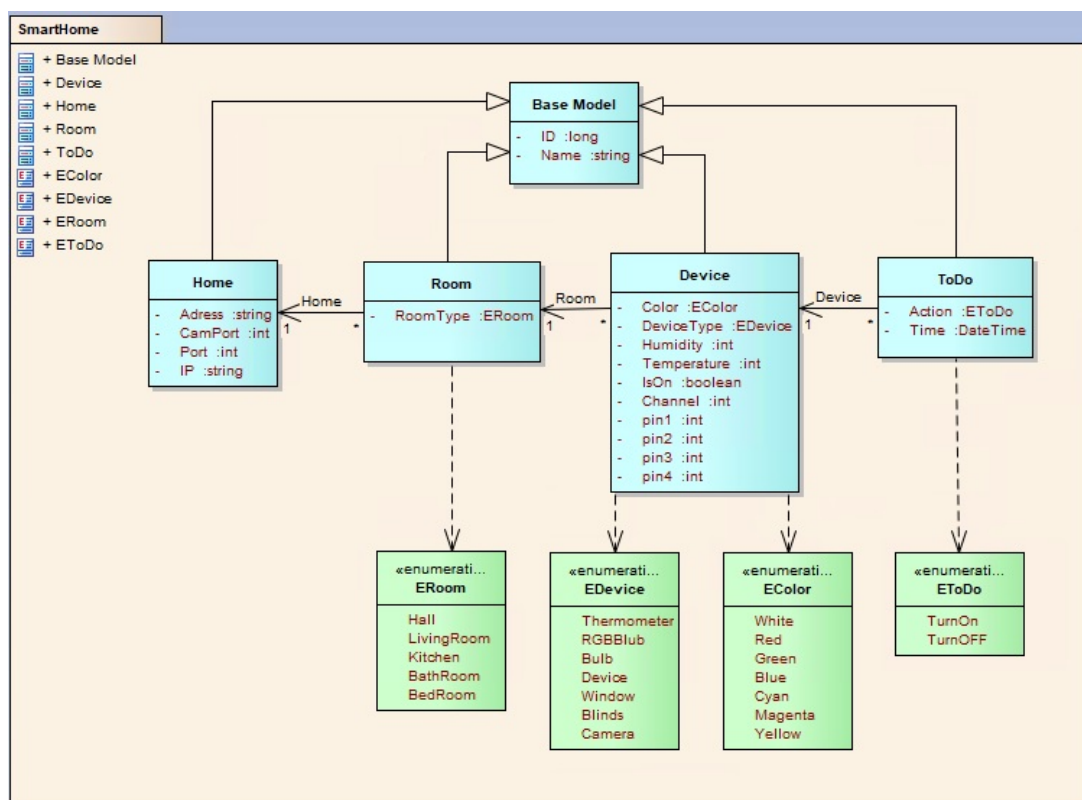 SmartHome
+ Base Model
+ Device
+ Home
+ Room
+ ToDo
+ EColor
+ EDevice
+ ERoom
+ EToDo
Base Model
- ID :long
- Name :string
Home
- Adress :string
- CamPort :int
- Port :int
- IP :string
Home
1
*
Room
- RoomType :ERoom
Room
1
*
Device
- Color :EColor
- DeviceType :EDevice
- Humidity :int
- Temperature :int
- IsOn :boolean
- Channel :int
- pin1 :int
- pin2 :int
- pin3 :int
- pin4 :int
Device
1
*
ToDo
- Action :EToDo
- Time :DateTime
«enumerati...
ERoom
Hall
LivingRoom
Kitchen
BathRoom
BedRoom
«enumerati...
EDevice
Thermometer
RGBBlub
Bulb
Device
Window
Blinds
Camera
«enumerati...
EColor
White
Red
Green
Blue
Cyan
Magenta
Yellow
«enumerati...
EToDo
TurnOn
TurnOFF